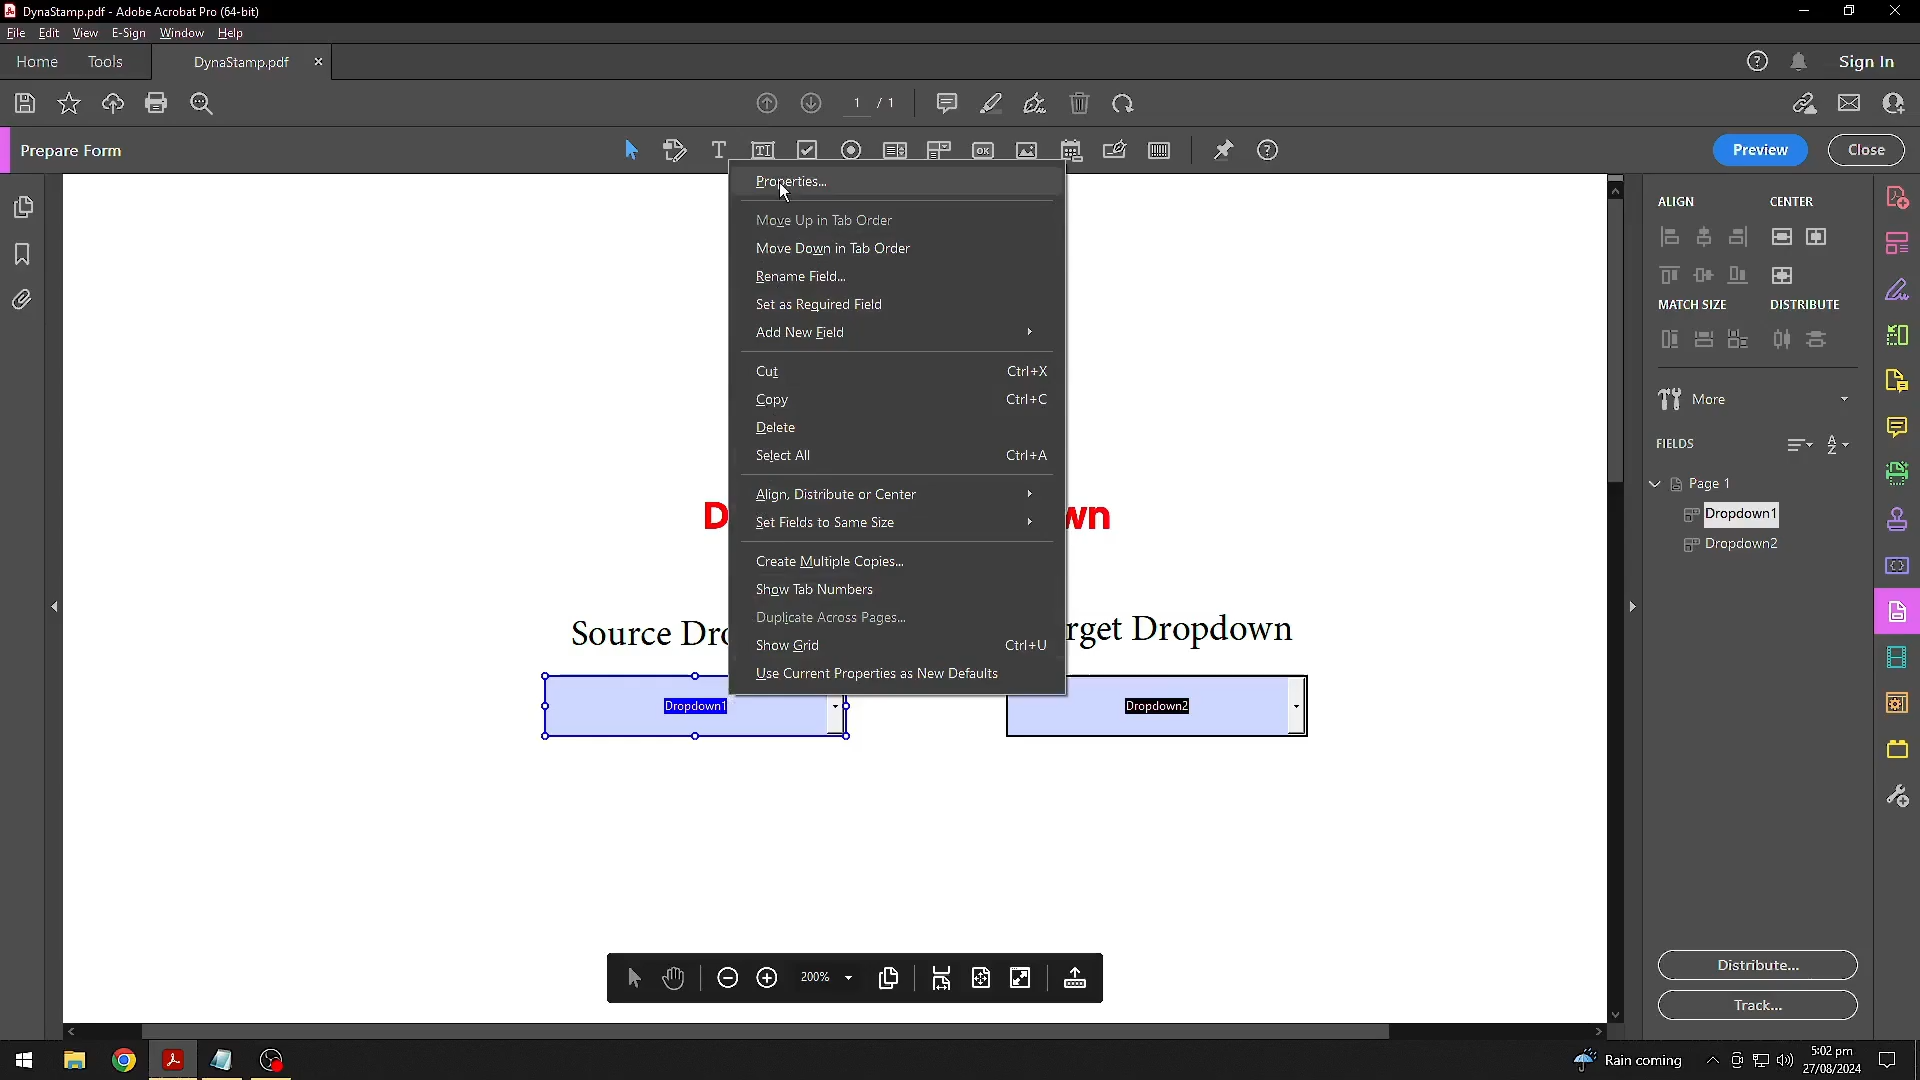 DynaStamp.pdf - Adobe Acrobat Pro (64-bit)
File Edit View E-Sign Window Help
Home Tools DynaStamp.pdf Sign In
1 / 1
Prepare Form
Preview Close
Properties...
Move Up in Tab Order
Move Down in Tab Order
Rename Field...
Set as Required Field
Add New Field
Cut Ctrl+X
Copy Ctrl+C
Delete
Select All Ctrl+A
Align, Distribute or Center
Set Fields to Same Size
Create Multiple Copies...
Show Tab Numbers
Duplicate Across Pages...
Show Grid Ctrl+U
Use Current Properties as New Defaults
D wn
Source Dro rget Dropdown
Dropdown1 Dropdown2
ALIGN CENTER
MATCH SIZE DISTRIBUTE
More
FIELDS
Page 1
Dropdown1
Dropdown2
Distribute...
Track...
200%
Rain coming
5:02 pm
27/08/2024